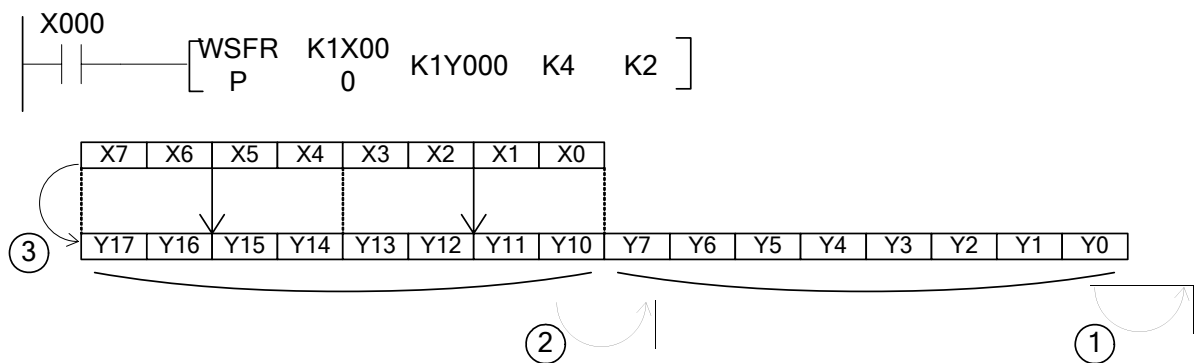 X000
WSFR K1X00 K1Y000 K4 K2
P 0
X7 X6 X5 X4 X3 X2 X1 X0
Y17 Y16 Y15 Y14 Y13 Y12 Y11 Y10 Y7 Y6 Y5 Y4 Y3 Y2 Y1 Y0
3
2 1